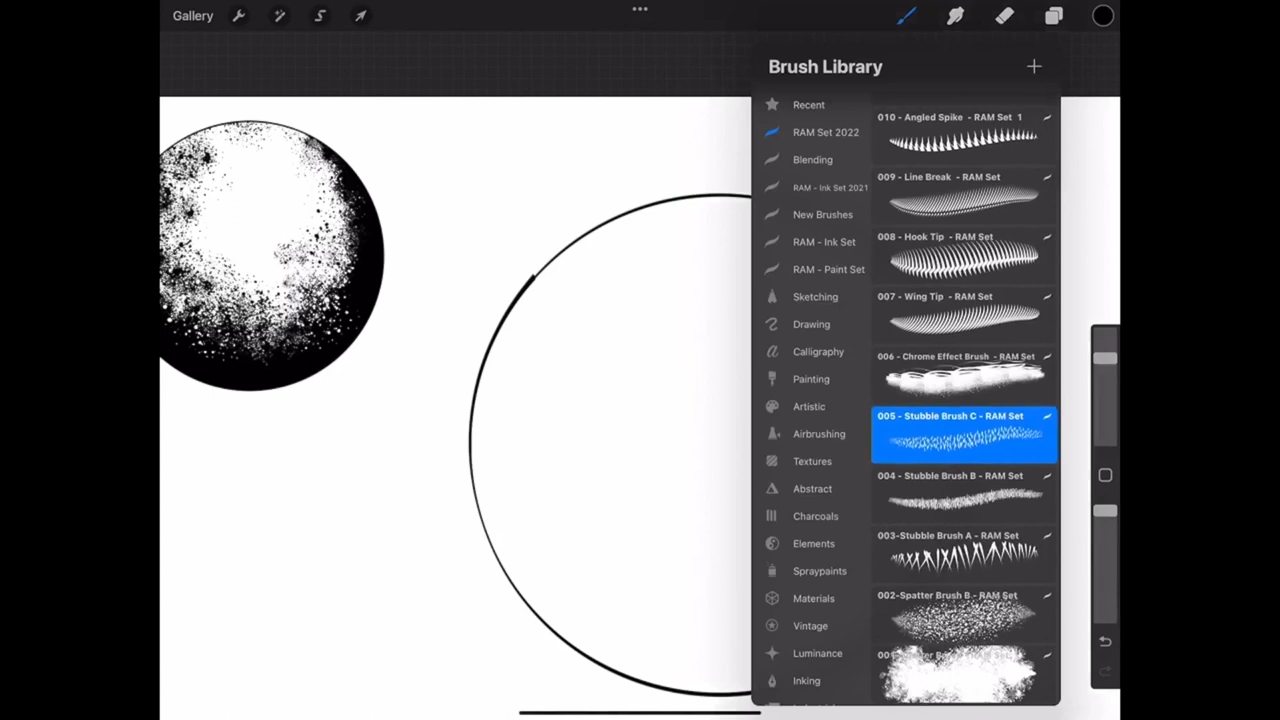 Gallery
Brush Library
Recent
RAM Set 2022
Blending
RAM - Ink Set 2021
New Brushes
RAM - Ink Set
RAM - Paint Set
Sketching
Drawing
Calligraphy
Painting
Artistic
Airbrushing
Textures
Abstract
Charcoals
Elements
Spraypaints
Materials
Vintage
Luminance
Inking
010 - Angled Spike - RAM Set 1
009 - Line Break - RAM Set
008 - Hook Tip - RAM Set
007 - Wing Tip - RAM Set
006 - Chrome Effect Brush - RAM Set
005 - Stubble Brush C - RAM Set
004 - Stubble Brush B - RAM Set
003-Stubble Brush A - RAM Set
002-Spatter Brush B - RAM Set